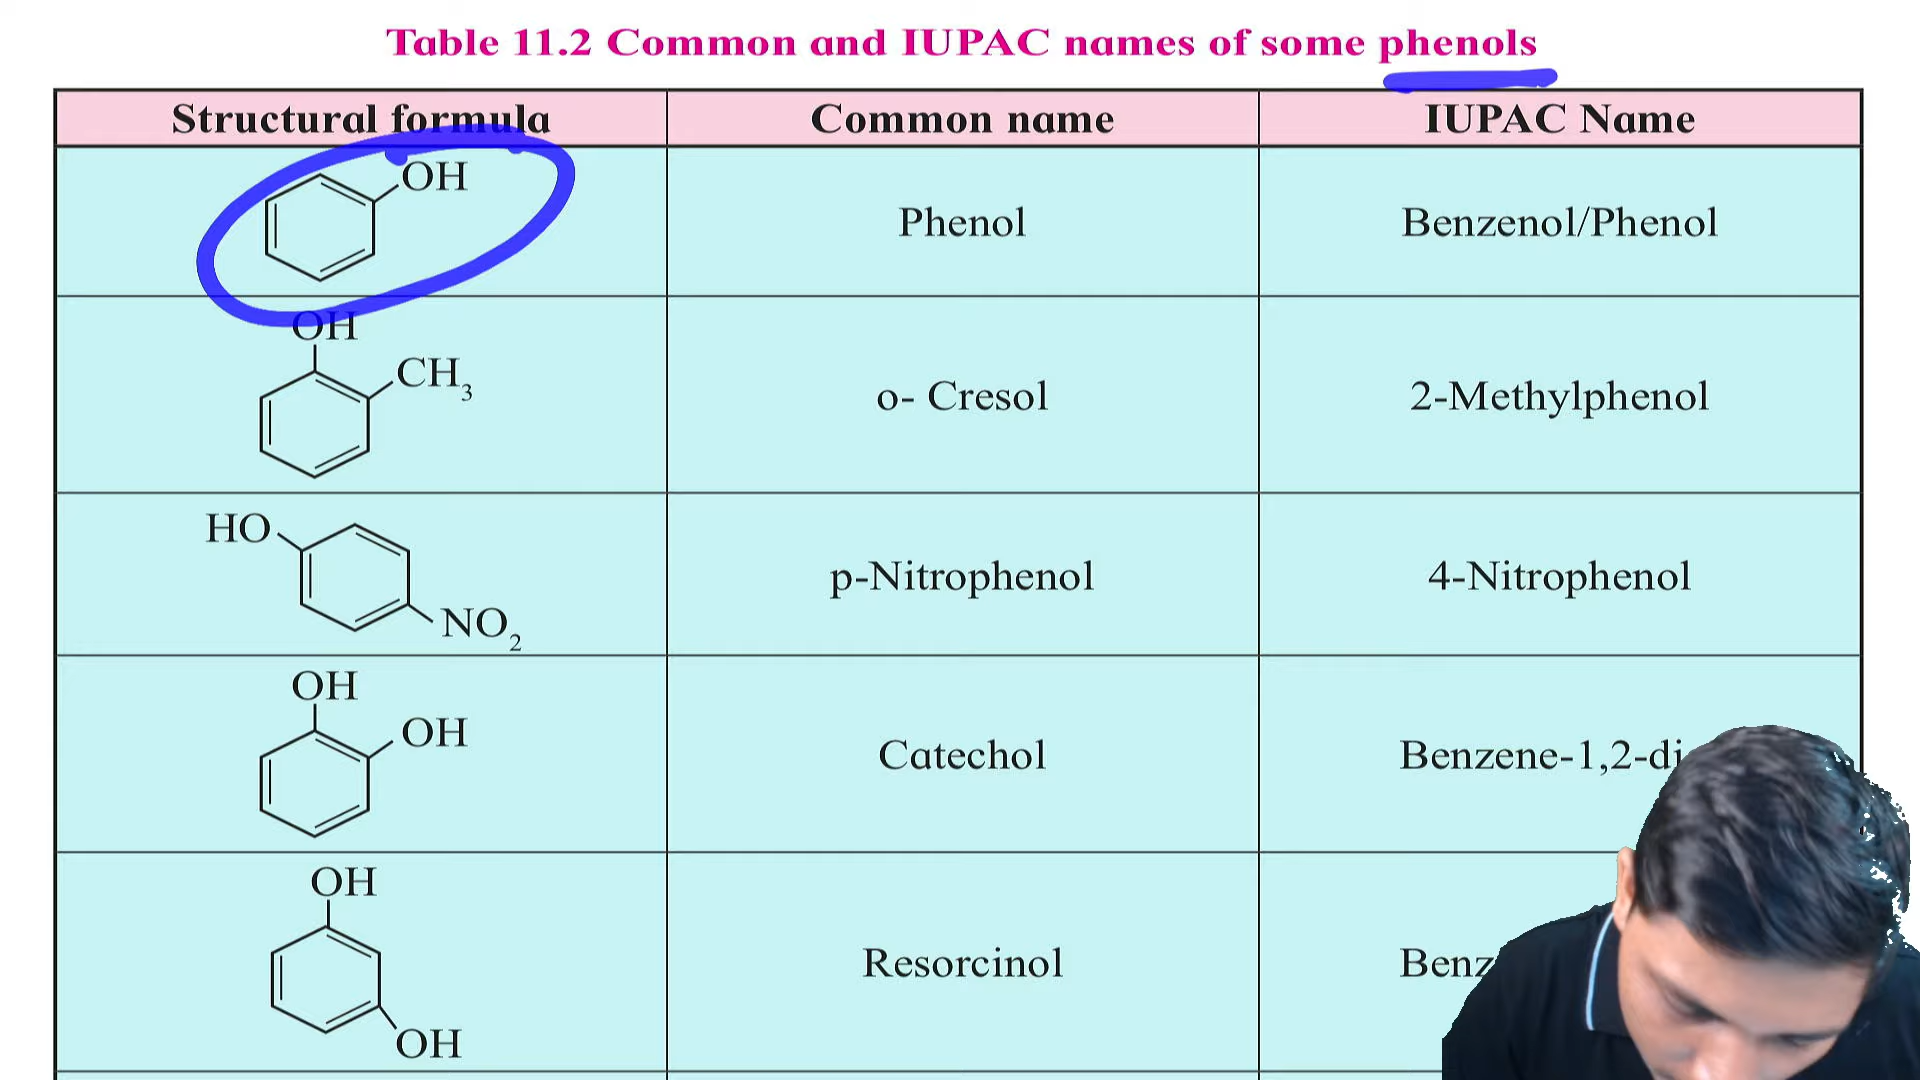 Table 11.2 Common and IUPAC names of some phenols
Structural formula Common name IUPAC Name
OH
Phenol Benzenol/Phenol
OH
CH₃
o- Cresol 2-Methylphenol
HO
NO₂
p-Nitrophenol 4-Nitrophenol
OH
OH
Catechol
OH
Resorcinol
OH